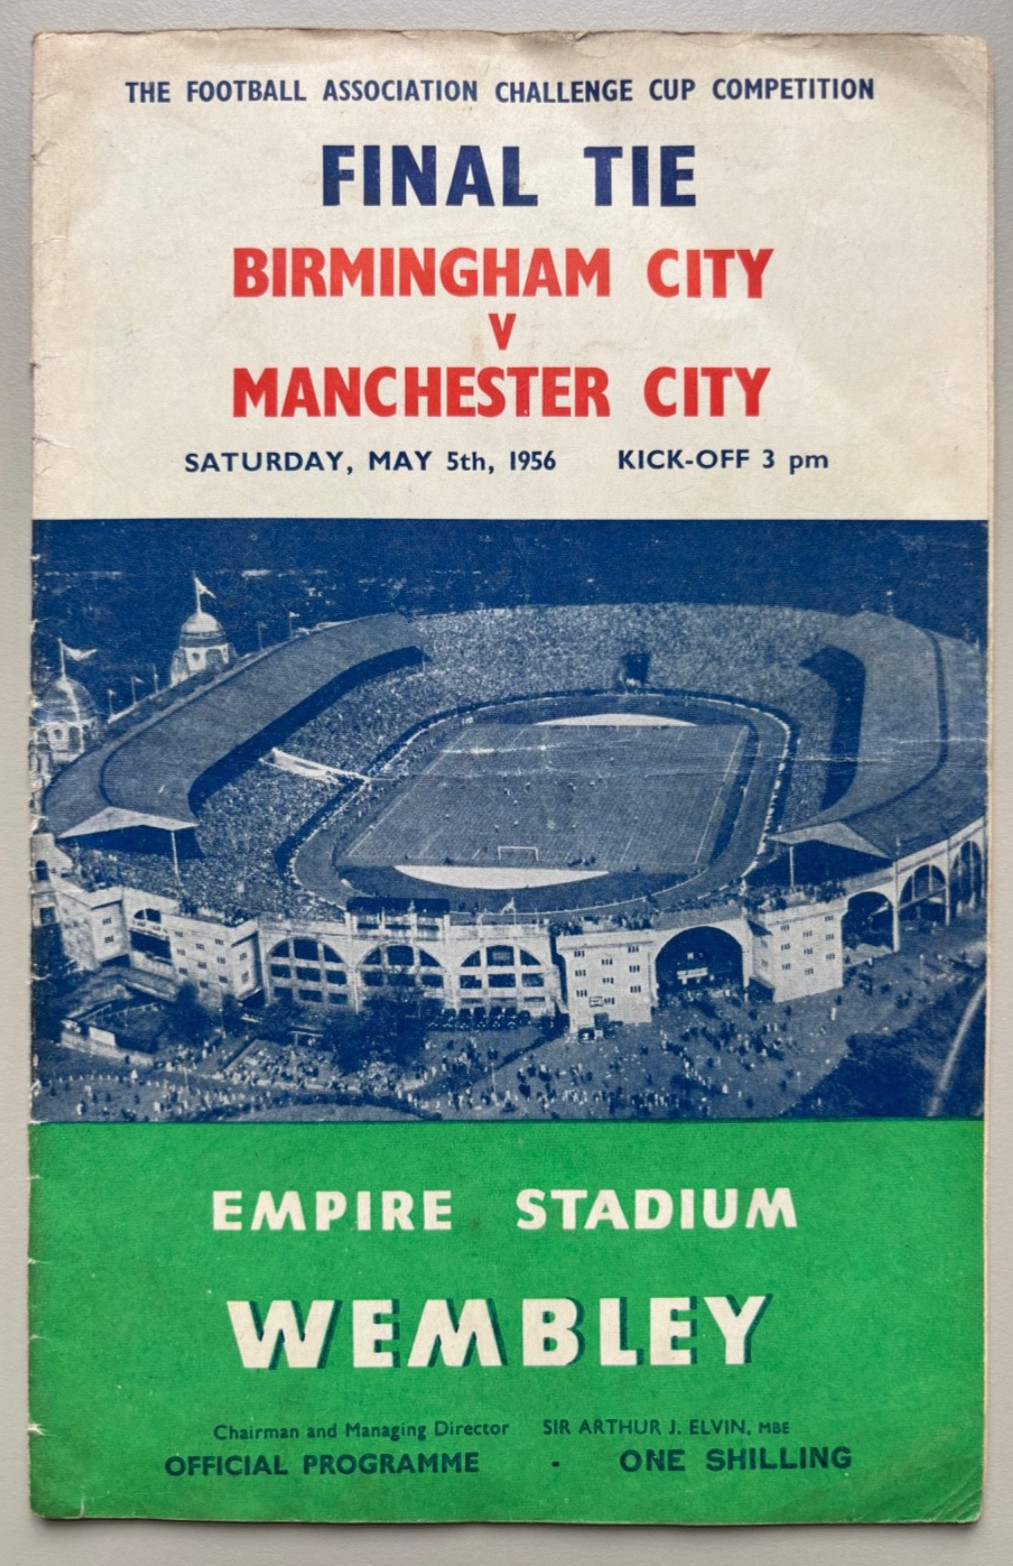 THE FOOTBALL ASSOCIATION CHALLENGE CUP COMPETITION
FINAL TIE
BIRMINGHAM CITY
V
MANCHESTER CITY
SATURDAY, MAY 5th, 1956 KICK-OFF 3 pm
EMPIRE STADIUM
WEMBLEY
Chairman and Managing Director SIR ARTHUR J. ELVIN, MBE
OFFICIAL PROGRAMME - ONE SHILLING